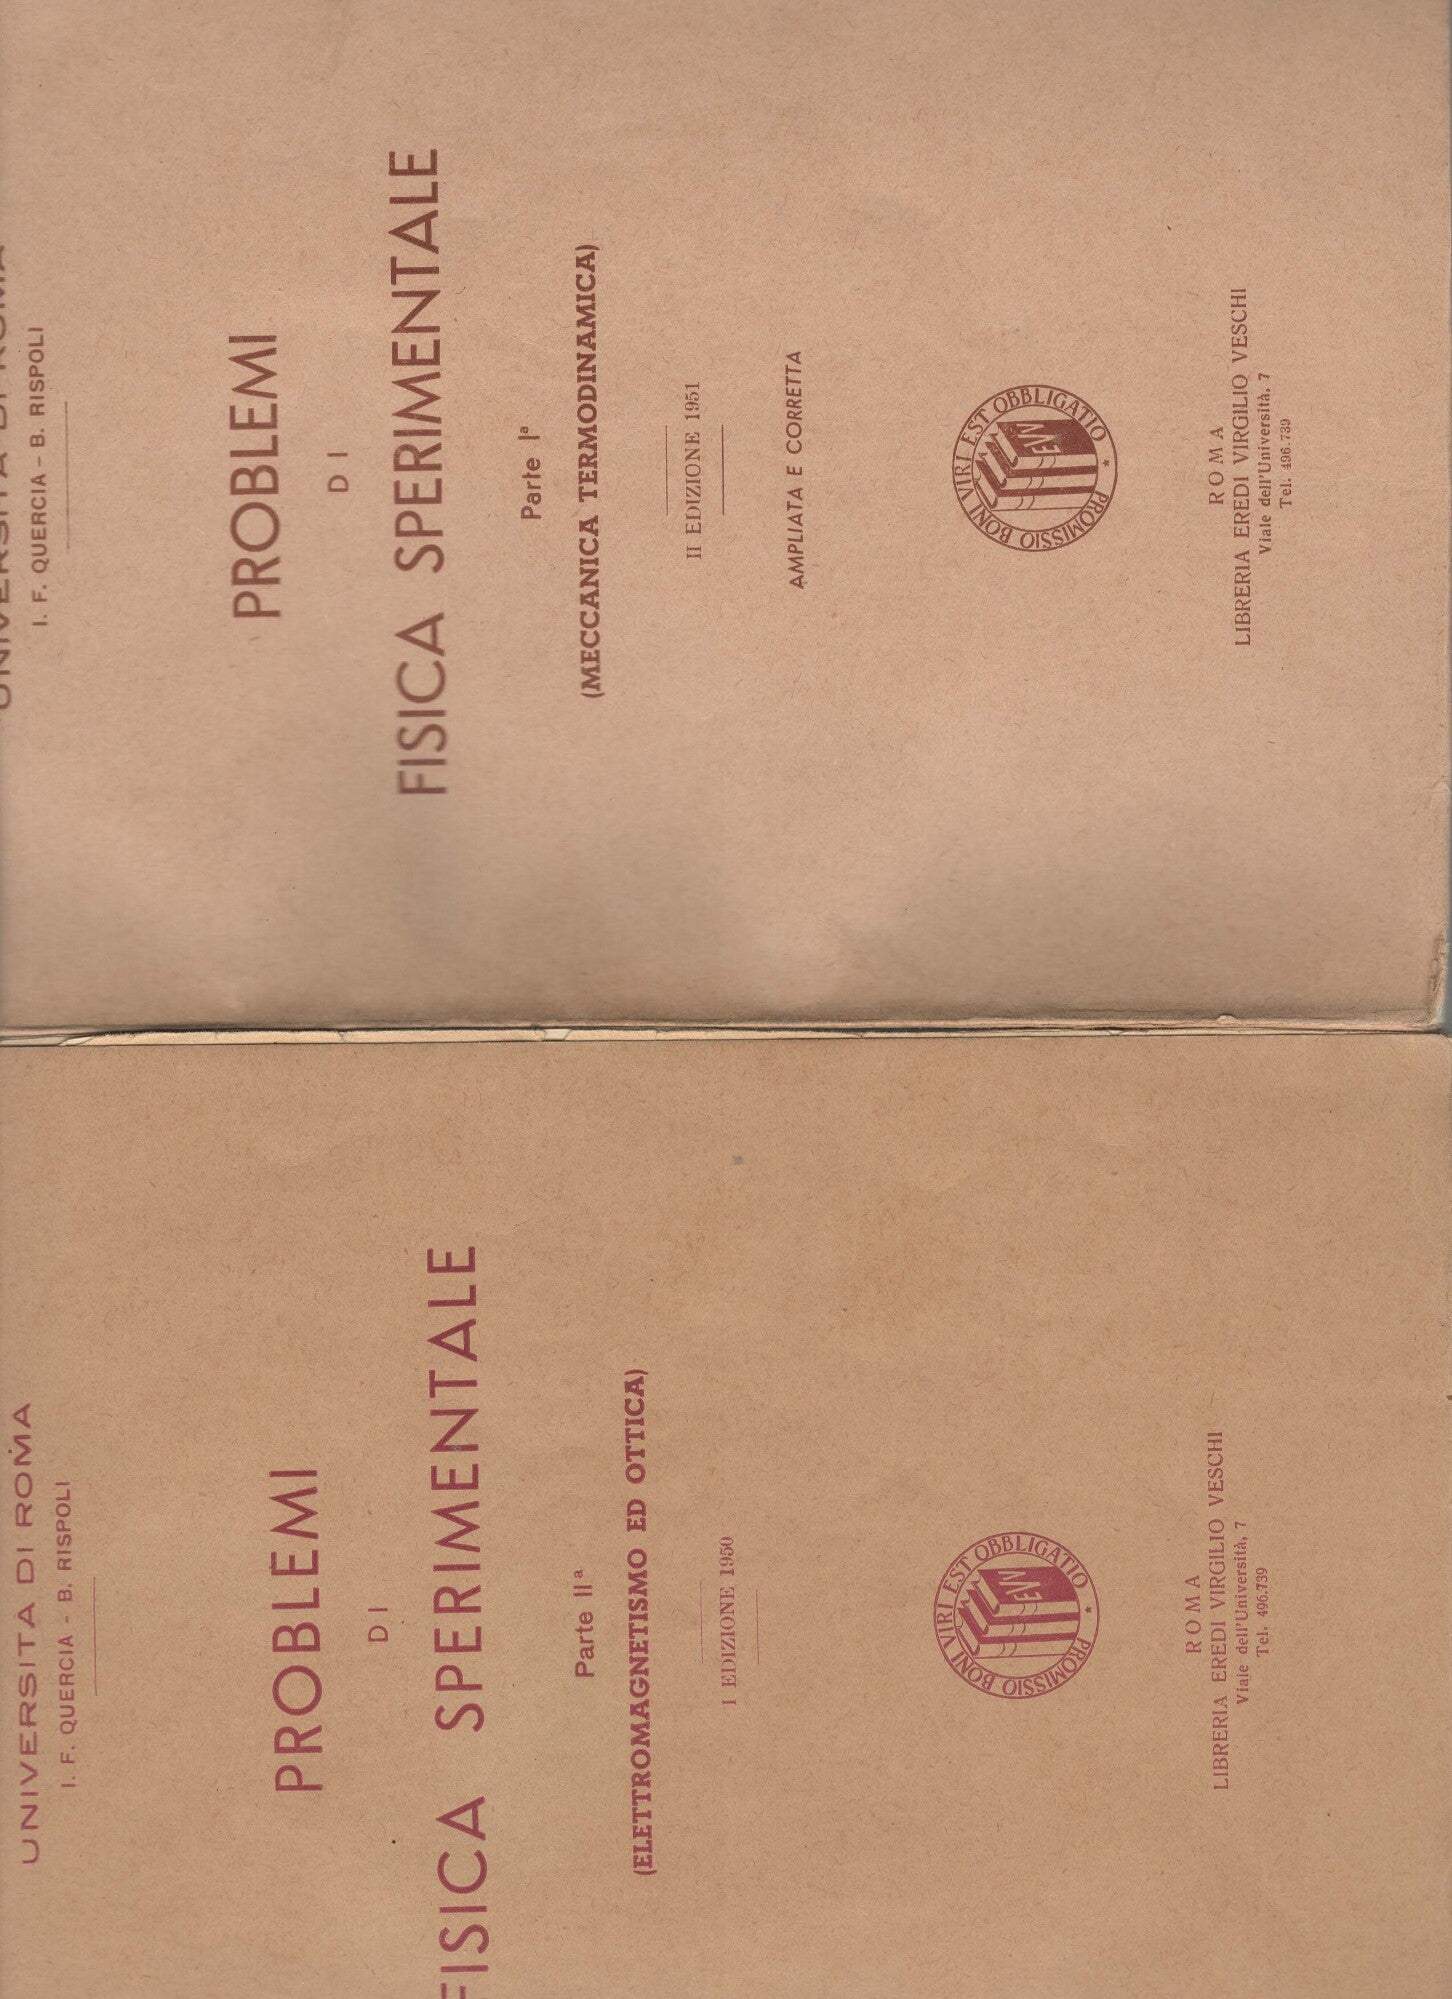 UNIVERSITA DI ROMA
I. F. QUERCIA - B. RISPOLI
PROBLEMI
DI
FISICA SPERIMENTALE
Parte IIª
(ELETTROMAGNETISMO ED OTTICA)
I EDIZIONE 1950
PROMISSIO BONI VIRI EST OBBLIGATIO *
EVV
ROMA
LIBRERIA EREDI VIRGILIO VESCHI
Viale dell'Università, 7
Tel. 496.739
UNIVERSITA DI ROMA
I. F. QUERCIA - B. RISPOLI
PROBLEMI
DI
FISICA SPERIMENTALE
Parte Iª
(MECCANICA TERMODINAMICA)
II EDIZIONE 1951
AMPLIATA E CORRETTA
PROMISSIO BONI VIRI EST OBBLIGATIO *
EVV
ROMA
LIBRERIA EREDI VIRGILIO VESCHI
Viale dell'Università, 7
Tel. 496.739